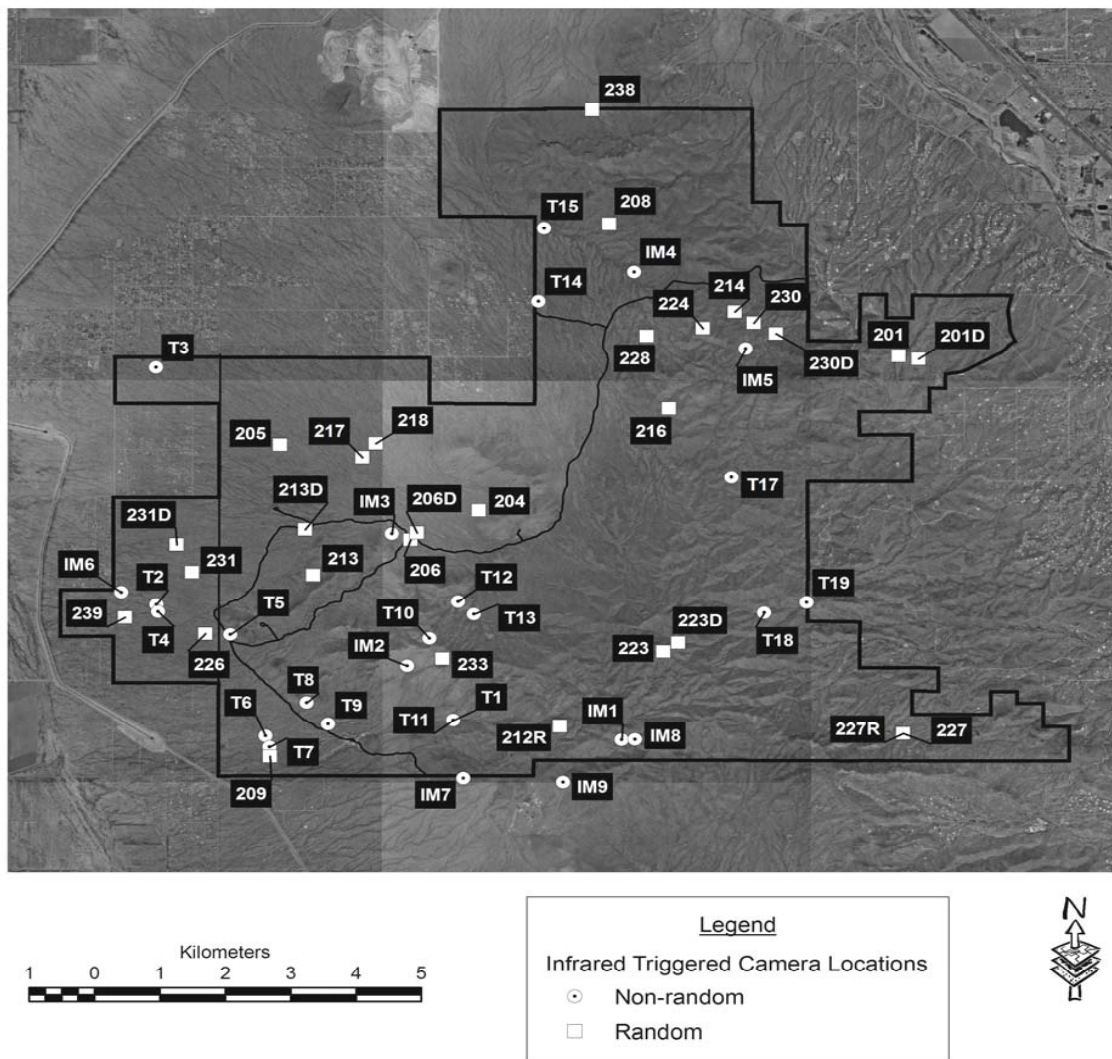 238
T15
208
IM4
T14
214
230
224
T3
228
201
201D
IM5
230D
218
217
205
216
T17
213D
IM3
206D
204
231D
231
213
206
IM6
T2
T5
T12
T19
239
T4
T10
T13
223D
T18
226
IM2
233
223
T8
T1
T6
T9
T11
IM1
212R
IM8
227R
227
T7
209
IM7
IM9
Kilometers
1 0 1 2 3 4 5
Legend
Infrared Triggered Camera Locations
Non-random
Random
N